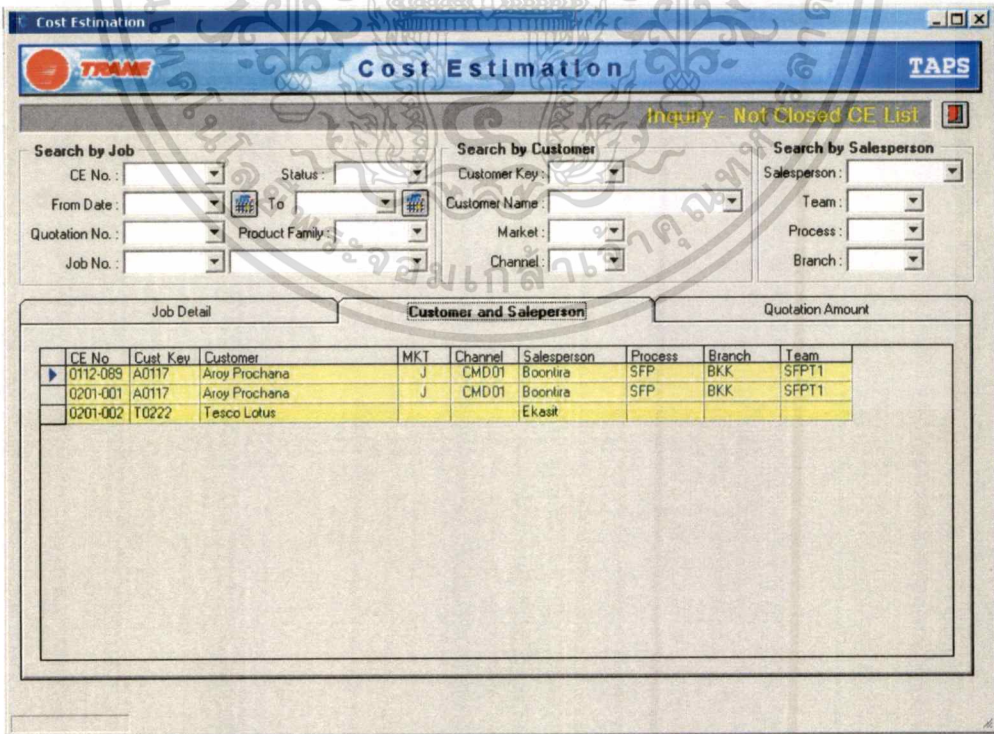 Cost Estimation
TRANE Cost Estimation TAPS
Inquiry - Not Closed CE List
Search by Job Search by Customer Search by Salesperson
CE No. : Status : Customer Key : Salesperson :
From Date : To Customer Name : Team :
Quotation No. : Product Family : Market : Process :
Job No. : Channel : Branch :
Job Detail Customer and Saleperson Quotation Amount
CE No Cust Key Customer MKT Channel Salesperson Process Branch Team
0112-089 A0117 Aroy Prochana J CMD01 Boontira SFP BKK SFPT1
0201-001 A0117 Aroy Prochana J CMD01 Boontira SFP BKK SFPT1
0201-002 T0222 Tesco Lotus Ekasit